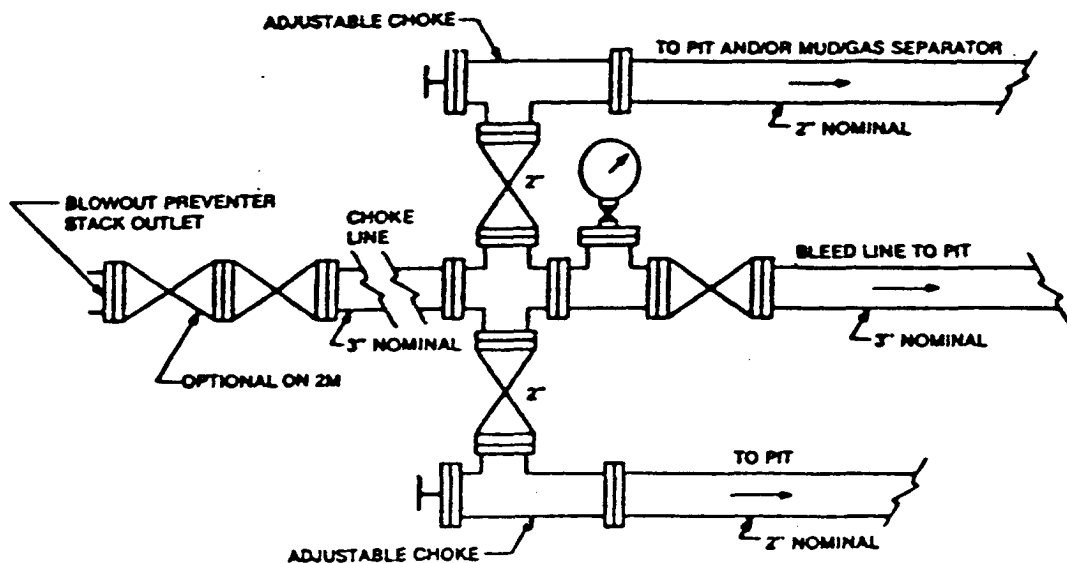 ADJUSTABLE CHOKE
TO PIT AND/OR MUD/GAS SEPARATOR
2" NOMINAL
2"
BLOWOUT PREVENTER
STACK OUTLET
CHOKE
LINE
BLEED LINE TO PIT
3" NOMINAL
3" NOMINAL
OPTIONAL ON 2M
2"
TO PIT
2" NOMINAL
ADJUSTABLE CHOKE